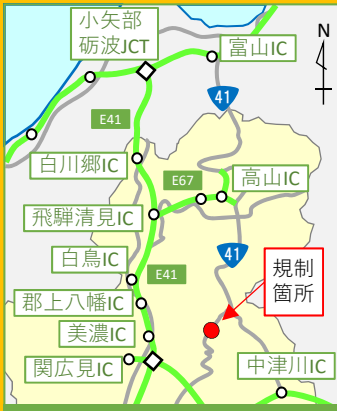 小矢部
砺波JCT
富山IC
N
41
E41
白川郷IC
E67
高山IC
飛騨清見IC
白鳥IC
E41
41
規制
箇所
郡上八幡IC
美濃IC
関広見IC
中津川IC